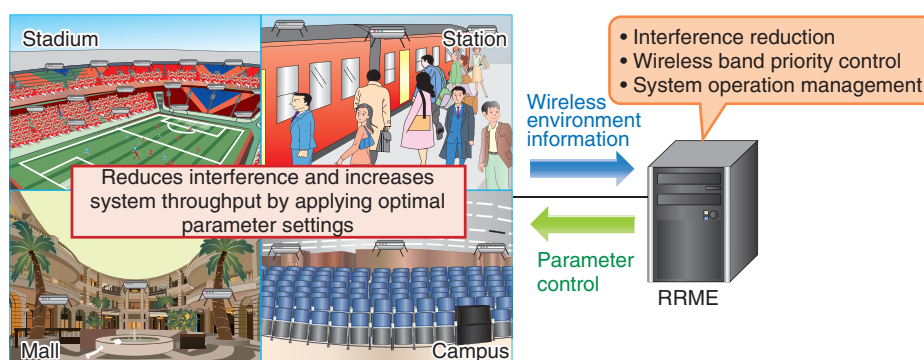 Stadium
Station
Reduces interference and increases
system throughput by applying optimal
parameter settings
Mall
Campus
Wireless
environment
information
Parameter
control
• Interference reduction
• Wireless band priority control
• System operation management
RRME